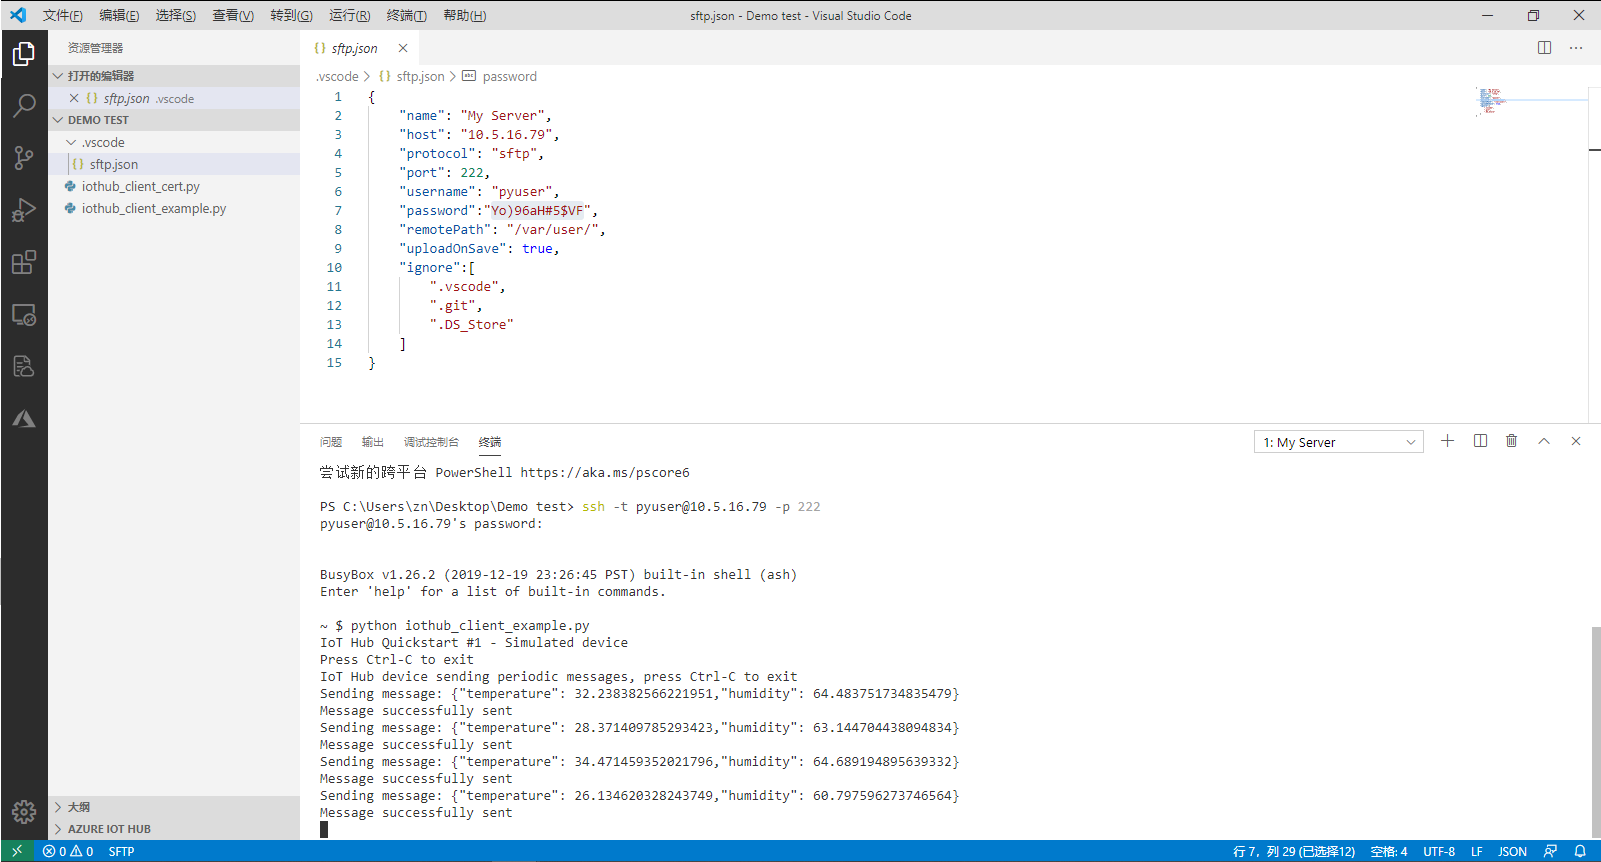 文件(F) 编辑(E) 选择(S) 查看(V) 转到(G) 运行(R) 终端(T) 帮助(H) sftp.json - Demo test - Visual Studio Code
资源管理器
打开的编辑器
sftp.json .vscode
DEMO TEST
.vscode
sftp.json
iothub_client_cert.py
iothub_client_example.py
大纲
AZURE IOT HUB
{} sftp.json
.vscode > {} sftp.json > abc password
1 {
2 "name": "My Server",
3 "host": "10.5.16.79",
4 "protocol": "sftp",
5 "port": 222,
6 "username": "pyuser",
7 "password":"Yo)96aH#5$VF",
8 "remotePath": "/var/user/",
9 "uploadOnSave": true,
10 "ignore":[
11 ".vscode",
12 ".git",
13 ".DS_Store"
14 ]
15 }
问题 输出 调试控制台 终端 1: My Server
尝试新的跨平台 PowerShell https://aka.ms/pscore6
PS C:\Users\zn\Desktop\Demo test> ssh -t pyuser@10.5.16.79 -p 222
pyuser@10.5.16.79's password:
BusyBox v1.26.2 (2019-12-19 23:26:45 PST) built-in shell (ash)
Enter 'help' for a list of built-in commands.
~ $ python iothub_client_example.py
IoT Hub Quickstart #1 - Simulated device
Press Ctrl-C to exit
IoT Hub device sending periodic messages, press Ctrl-C to exit
Sending message: {"temperature": 32.238382566221951,"humidity": 64.483751734835479}
Message successfully sent
Sending message: {"temperature": 28.371409785293423,"humidity": 63.144704438094834}
Message successfully sent
Sending message: {"temperature": 34.471459352021796,"humidity": 64.689194895639332}
Message successfully sent
Sending message: {"temperature": 26.134620328243749,"humidity": 60.797596273746564}
Message successfully sent
0 0 SFTP 行 7，列 29 (已选择12) 空格: 4 UTF-8 LF JSON